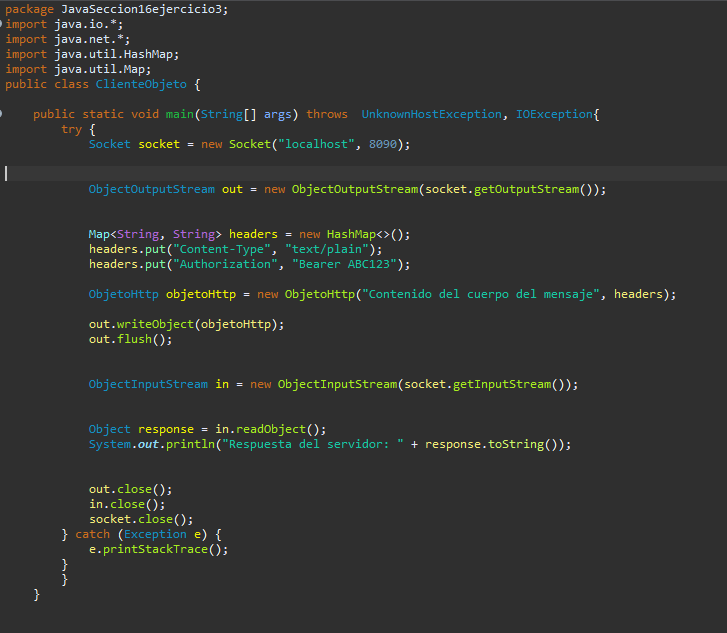 package JavaSeccion16ejercicio3;
import java.io.*;
import java.net.*;
import java.util.HashMap;
import java.util.Map;
public class ClienteObjeto {
public static void main(String[] args) throws  UnknownHostException, IOException{
try {
Socket socket = new Socket("localhost", 8090);
ObjectOutputStream out = new ObjectOutputStream(socket.getOutputStream());
Map<String, String> headers = new HashMap<>();
headers.put("Content-Type", "text/plain");
headers.put("Authorization", "Bearer ABC123");
ObjetoHttp objetoHttp = new ObjetoHttp("Contenido del cuerpo del mensaje", headers);
out.writeObject(objetoHttp);
out.flush();
ObjectInputStream in = new ObjectInputStream(socket.getInputStream());
Object response = in.readObject();
System.out.println("Respuesta del servidor: " + response.toString());
out.close();
in.close();
socket.close();
} catch (Exception e) {
e.printStackTrace();
}
}
}